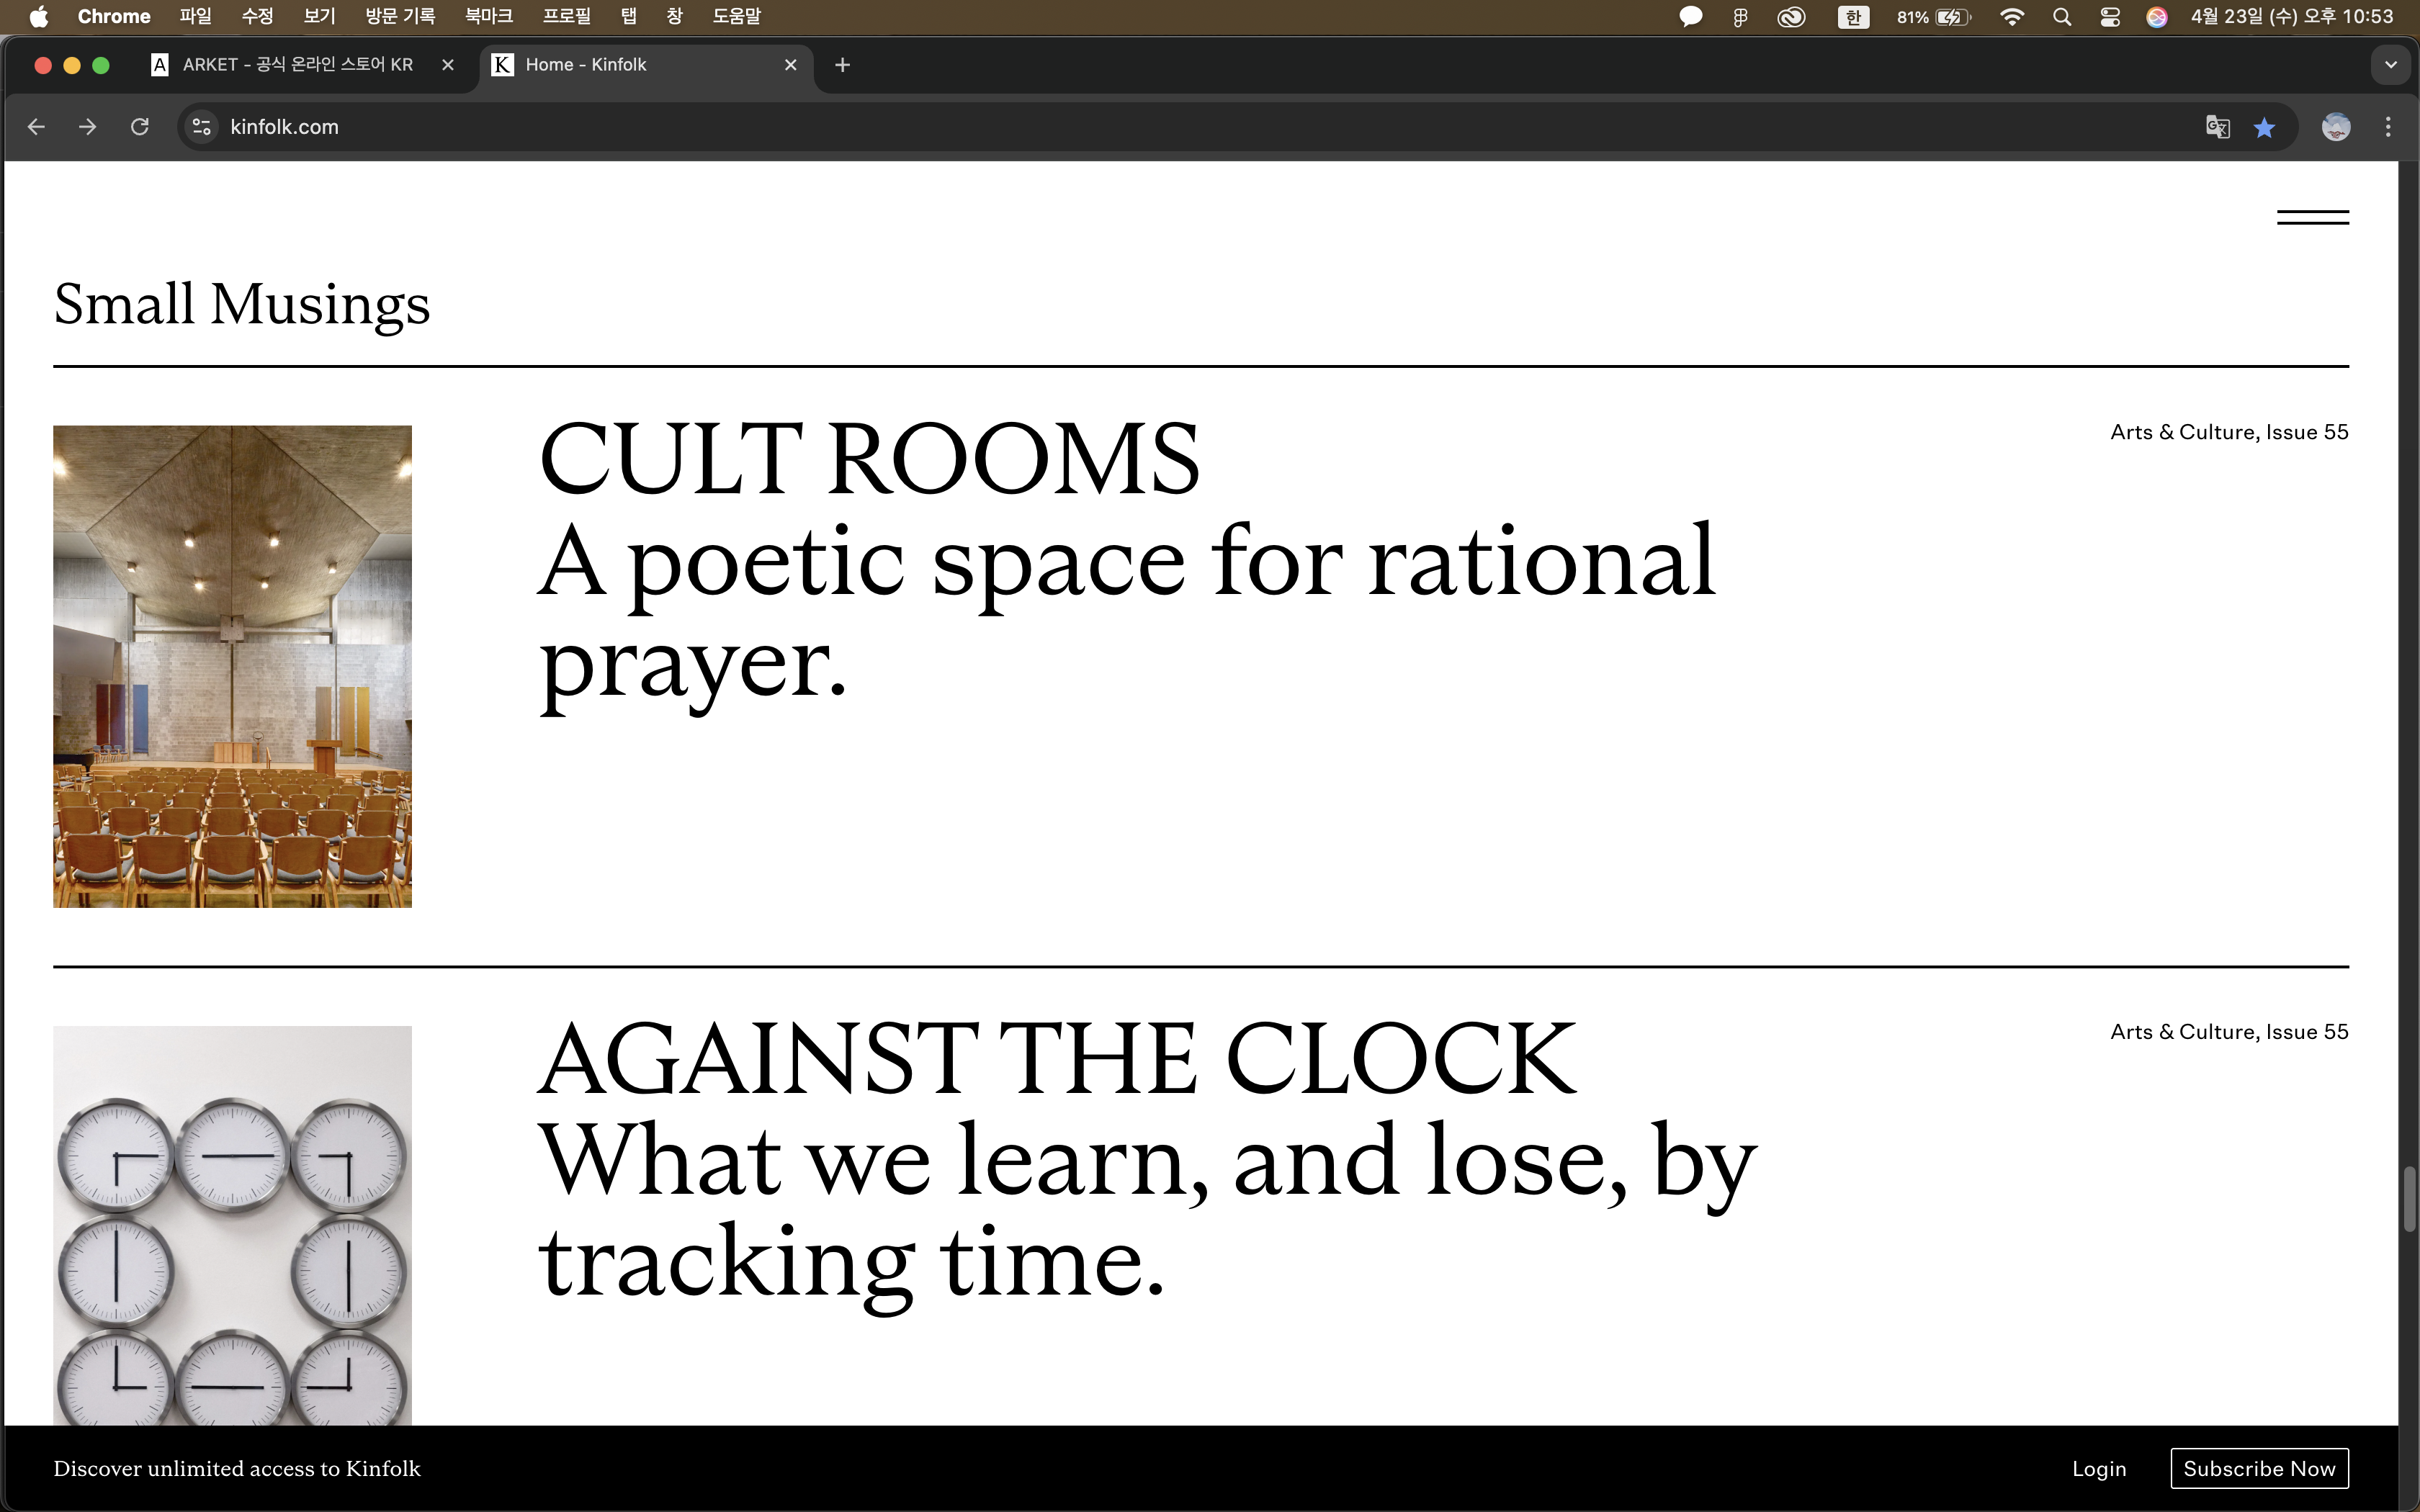 Chrome 파일 수정 보기 방문 기록 북마크 프로필 탭 창 도움말 한 81% 4월 23일 (수) 오후 10:53
A ARKET - 공식 온라인 스토어 KR K Home - Kinfolk
kinfolk.com
Small Musings
CULT ROOMS
Arts & Culture, Issue 55
A poetic space for rational
prayer.
AGAINST THE CLOCK
Arts & Culture, Issue 55
What we learn, and lose, by
tracking time.
Discover unlimited access to Kinfolk Login Subscribe Now